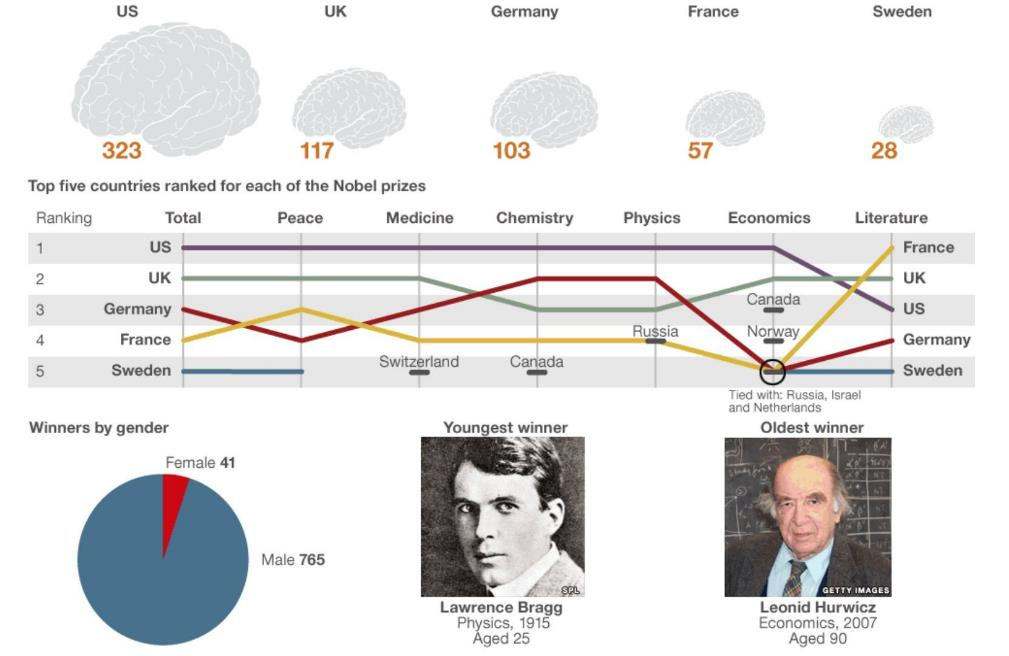 US UK Germany France Sweden
323 117 103 57 28
Top five countries ranked for each of the Nobel prizes
Ranking Total Peace Medicine Chemistry Physics Economics Literature
1 US France
2 UK UK
Canada
3 Germany US
Russia Norway
4 France Germany
Switzerland Canada
5 Sweden Sweden
Tied with: Russia, Israel
and Netherlands
Winners by gender Youngest winner Oldest winner
Female 41
Male 765
SPL GETTY IMAGES
Lawrence Bragg Leonid Hurwicz
Physics, 1915 Economics, 2007
Aged 25 Aged 90